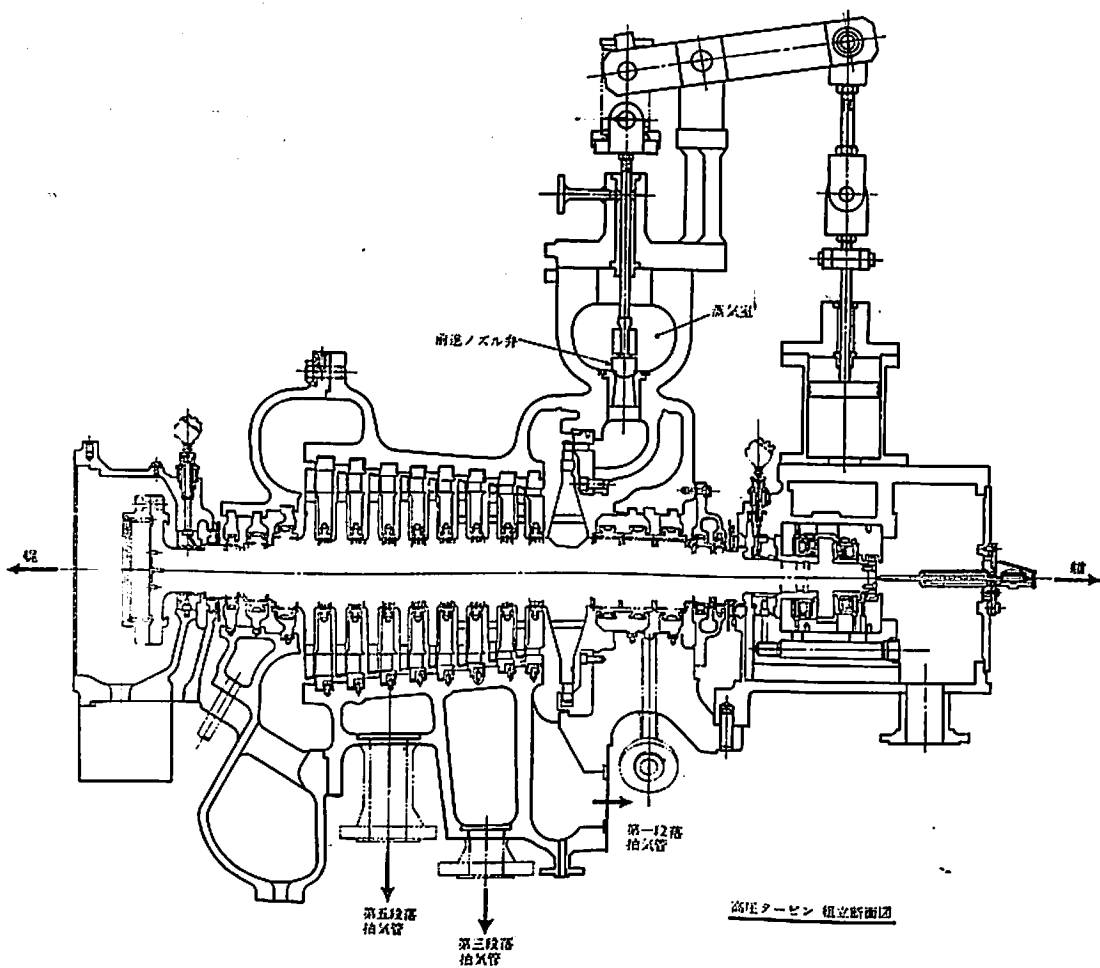 蒸気室
前進ノズル弁
艫
艏
第一段落
抽気管
第五段落
抽気管
第三段落
抽気管
高圧タービン 組立断面図